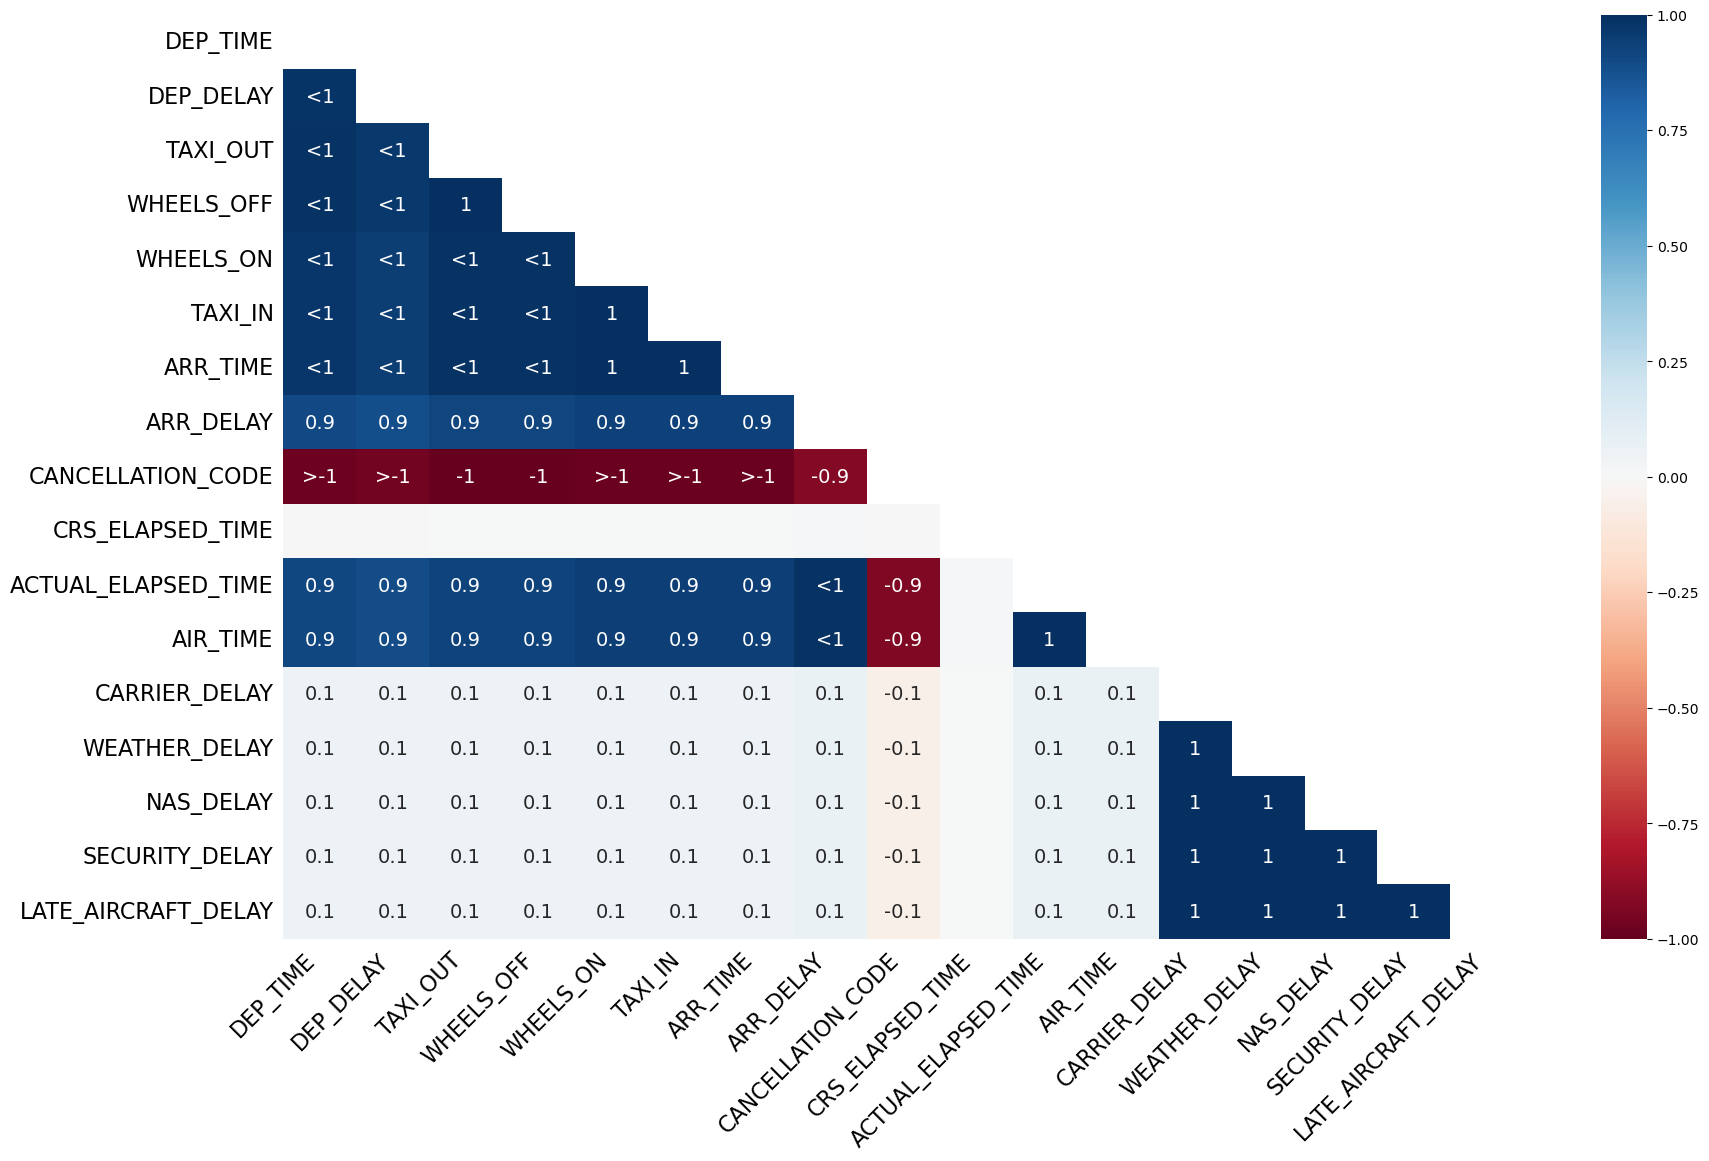 DEP_TIME
DEP_DELAY <1
TAXI_OUT <1 <1
WHEELS_OFF <1 <1 1
WHEELS_ON <1 <1 <1 <1
TAXI_IN <1 <1 <1 <1 1
ARR_TIME <1 <1 <1 <1 1 1
ARR_DELAY 0.9 0.9 0.9 0.9 0.9 0.9 0.9
CANCELLATION_CODE >-1 >-1 -1 -1 >-1 >-1 >-1 -0.9
CRS_ELAPSED_TIME
ACTUAL_ELAPSED_TIME 0.9 0.9 0.9 0.9 0.9 0.9 0.9 <1 -0.9
AIR_TIME 0.9 0.9 0.9 0.9 0.9 0.9 0.9 <1 -0.9 1
CARRIER_DELAY 0.1 0.1 0.1 0.1 0.1 0.1 0.1 0.1 -0.1 0.1 0.1
WEATHER_DELAY 0.1 0.1 0.1 0.1 0.1 0.1 0.1 0.1 -0.1 0.1 0.1 1
NAS_DELAY 0.1 0.1 0.1 0.1 0.1 0.1 0.1 0.1 -0.1 0.1 0.1 1 1
SECURITY_DELAY 0.1 0.1 0.1 0.1 0.1 0.1 0.1 0.1 -0.1 0.1 0.1 1 1 1
LATE_AIRCRAFT_DELAY 0.1 0.1 0.1 0.1 0.1 0.1 0.1 0.1 -0.1 0.1 0.1 1 1 1 1
DEP_TIME
DEP_DELAY
TAXI_OUT
WHEELS_OFF
WHEELS_ON
TAXI_IN
ARR_TIME
ARR_DELAY
CANCELLATION_CODE
CRS_ELAPSED_TIME
ACTUAL_ELAPSED_TIME
AIR_TIME
CARRIER_DELAY
WEATHER_DELAY
NAS_DELAY
SECURITY_DELAY
LATE_AIRCRAFT_DELAY
1.00
0.75
0.50
0.25
0.00
−0.25
−0.50
−0.75
−1.00